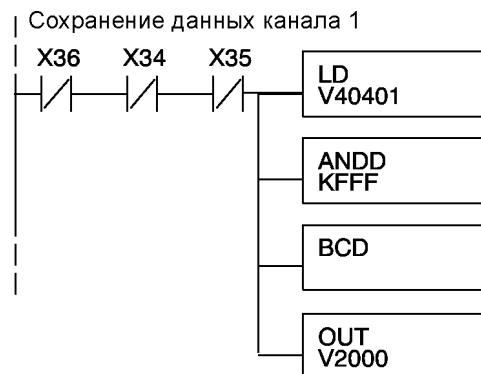 Сохранение данных канала 1
X36 X34 X35
LD
V40401
ANDD
KFFF
BCD
OUT
V2000